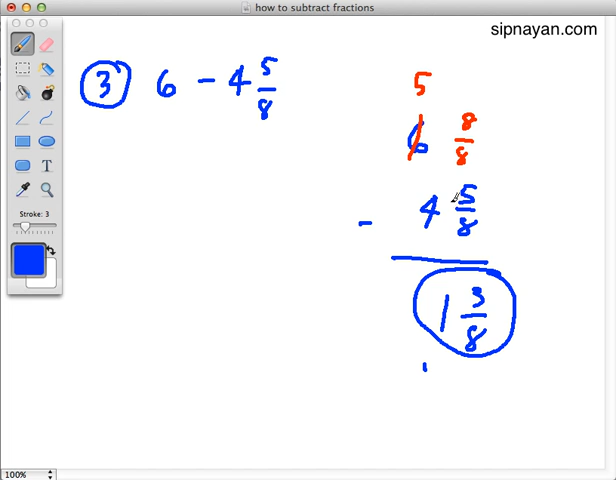 how to subtract fractions
sipnayan.com
③ 6 - 4 5/8
5
6 8/8
- 4 5/8
1 3/8
T
Stroke: 3
100%